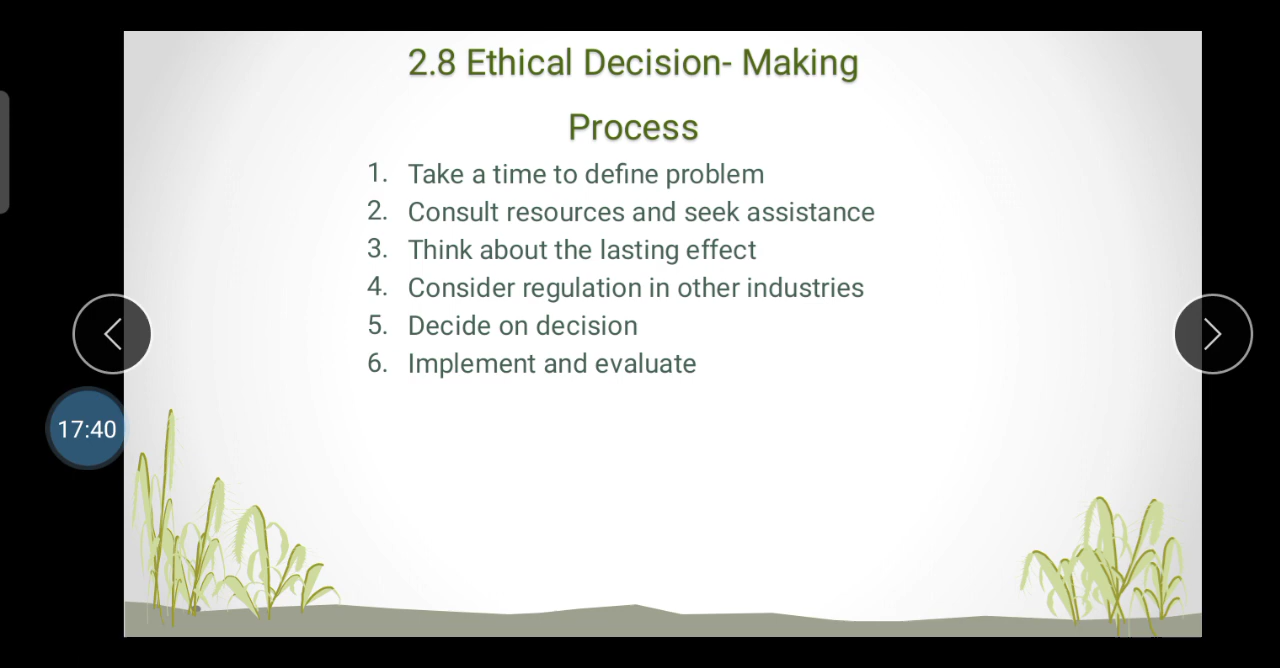 2.8 Ethical Decision- Making
Process
1. Take a time to define problem
2. Consult resources and seek assistance
3. Think about the lasting effect
4. Consider regulation in other industries
5. Decide on decision
6. Implement and evaluate
17:40